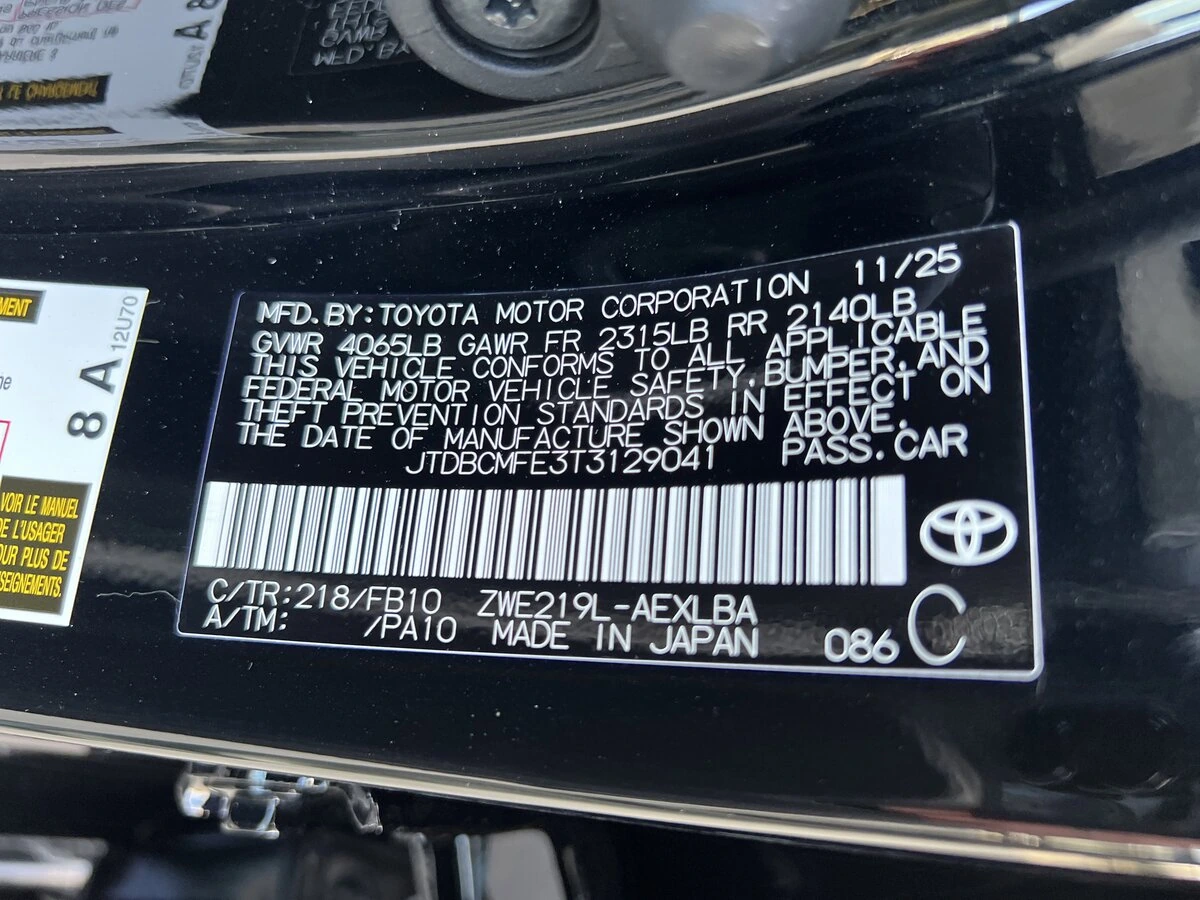 MFD. BY: TOYOTA MOTOR CORPORATION 11/25
GVWR 4065LB GAWR FR 2315LB RR 2140LB
THIS VEHICLE CONFORMS TO ALL APPLICABLE
FEDERAL MOTOR VEHICLE SAFETY, BUMPER, AND
THEFT PREVENTION STANDARDS IN EFFECT ON
THE DATE OF MANUFACTURE SHOWN ABOVE.
JTDBCMFE3T3129041 PASS. CAR
C/TR: 218/FB10 ZWE219L-AEXLBA
A/TM: /PA10 MADE IN JAPAN 086 C
8 A 12U70
VOIR LE MANUEL
DE L'USAGER
POUR PLUS DE